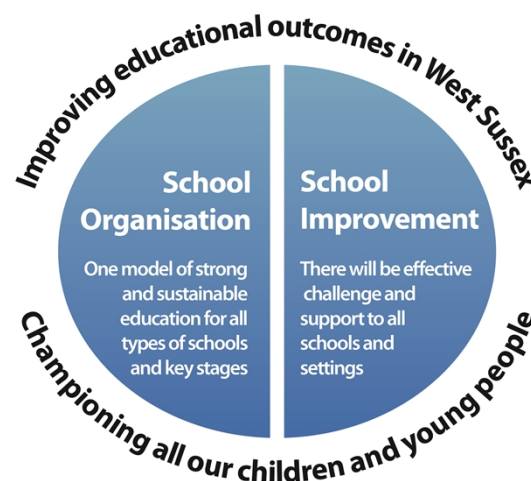 Improving educational outcomes in West Sussex
School
Organisation
One model of strong
and sustainable
education for all
types of schools
and key stages
School
Improvement
There will be effective
challenge and
support to all
schools and
settings
Championing all our children and young people